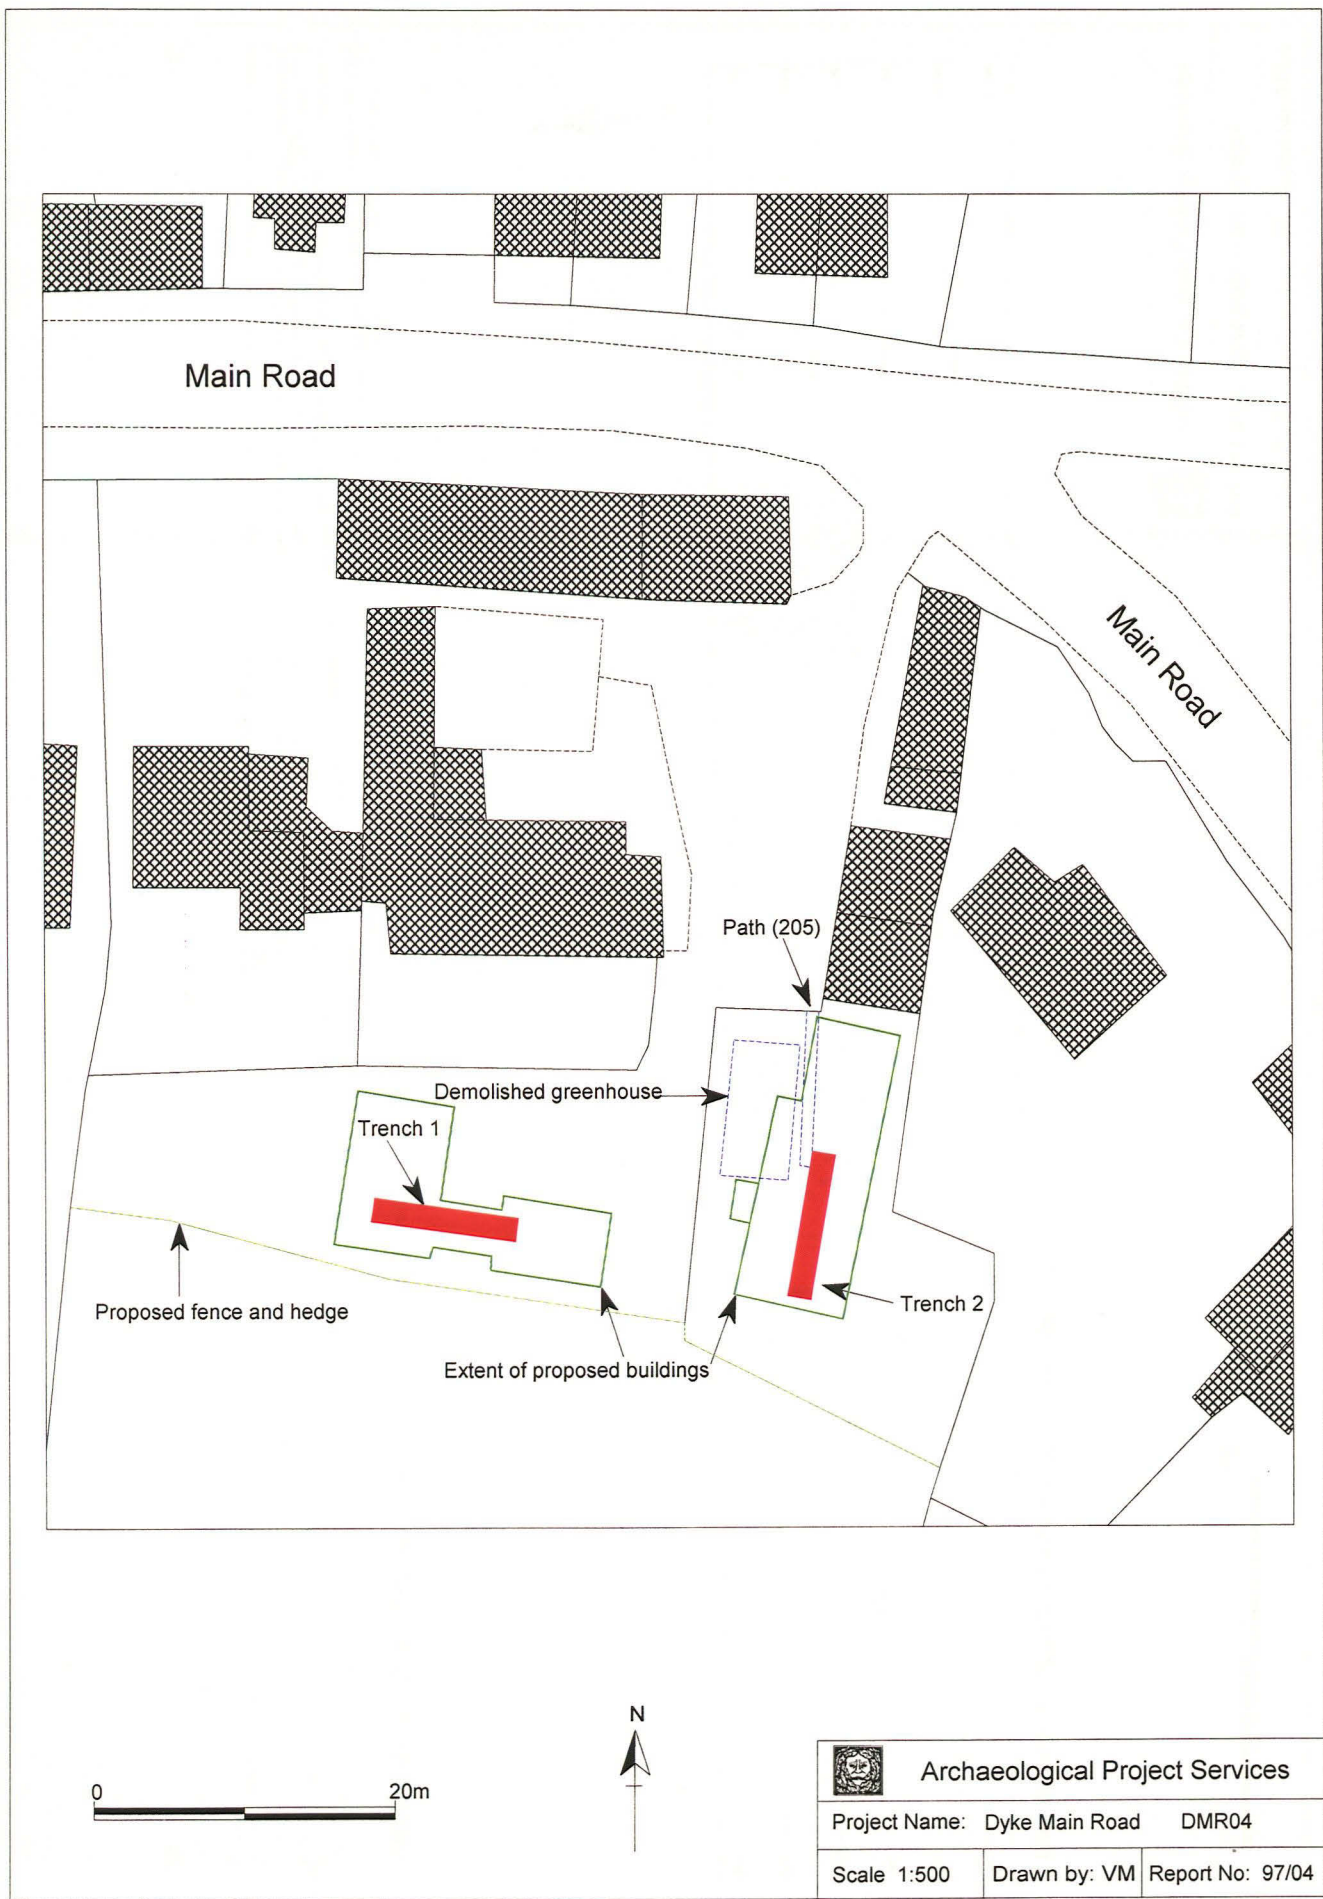 Main Road
Main Road
Path (205)
Demolished greenhouse
Trench 1
Proposed fence and hedge
Trench 2
Extent of proposed buildings
N
0 20m
Archaeological Project Services
Project Name: Dyke Main Road DMR04
Scale 1:500 Drawn by: VM Report No: 97/04